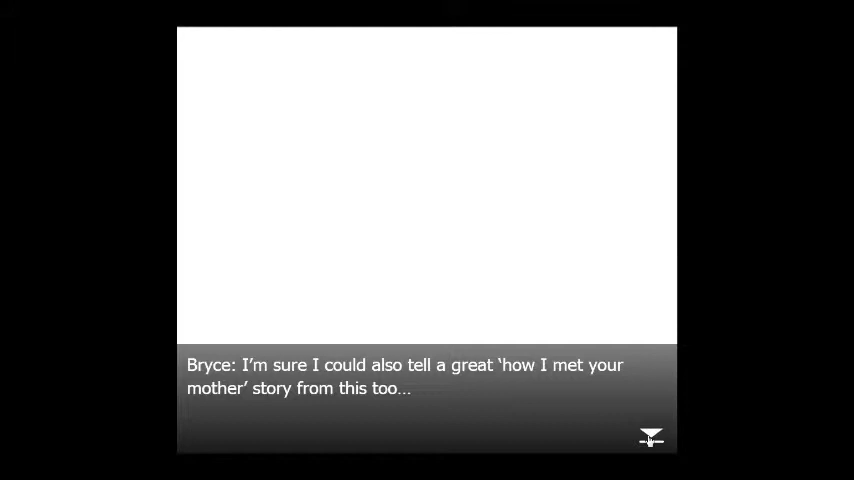 Bryce: I’m sure I could also tell a great ‘how I met your
mother’ story from this too...